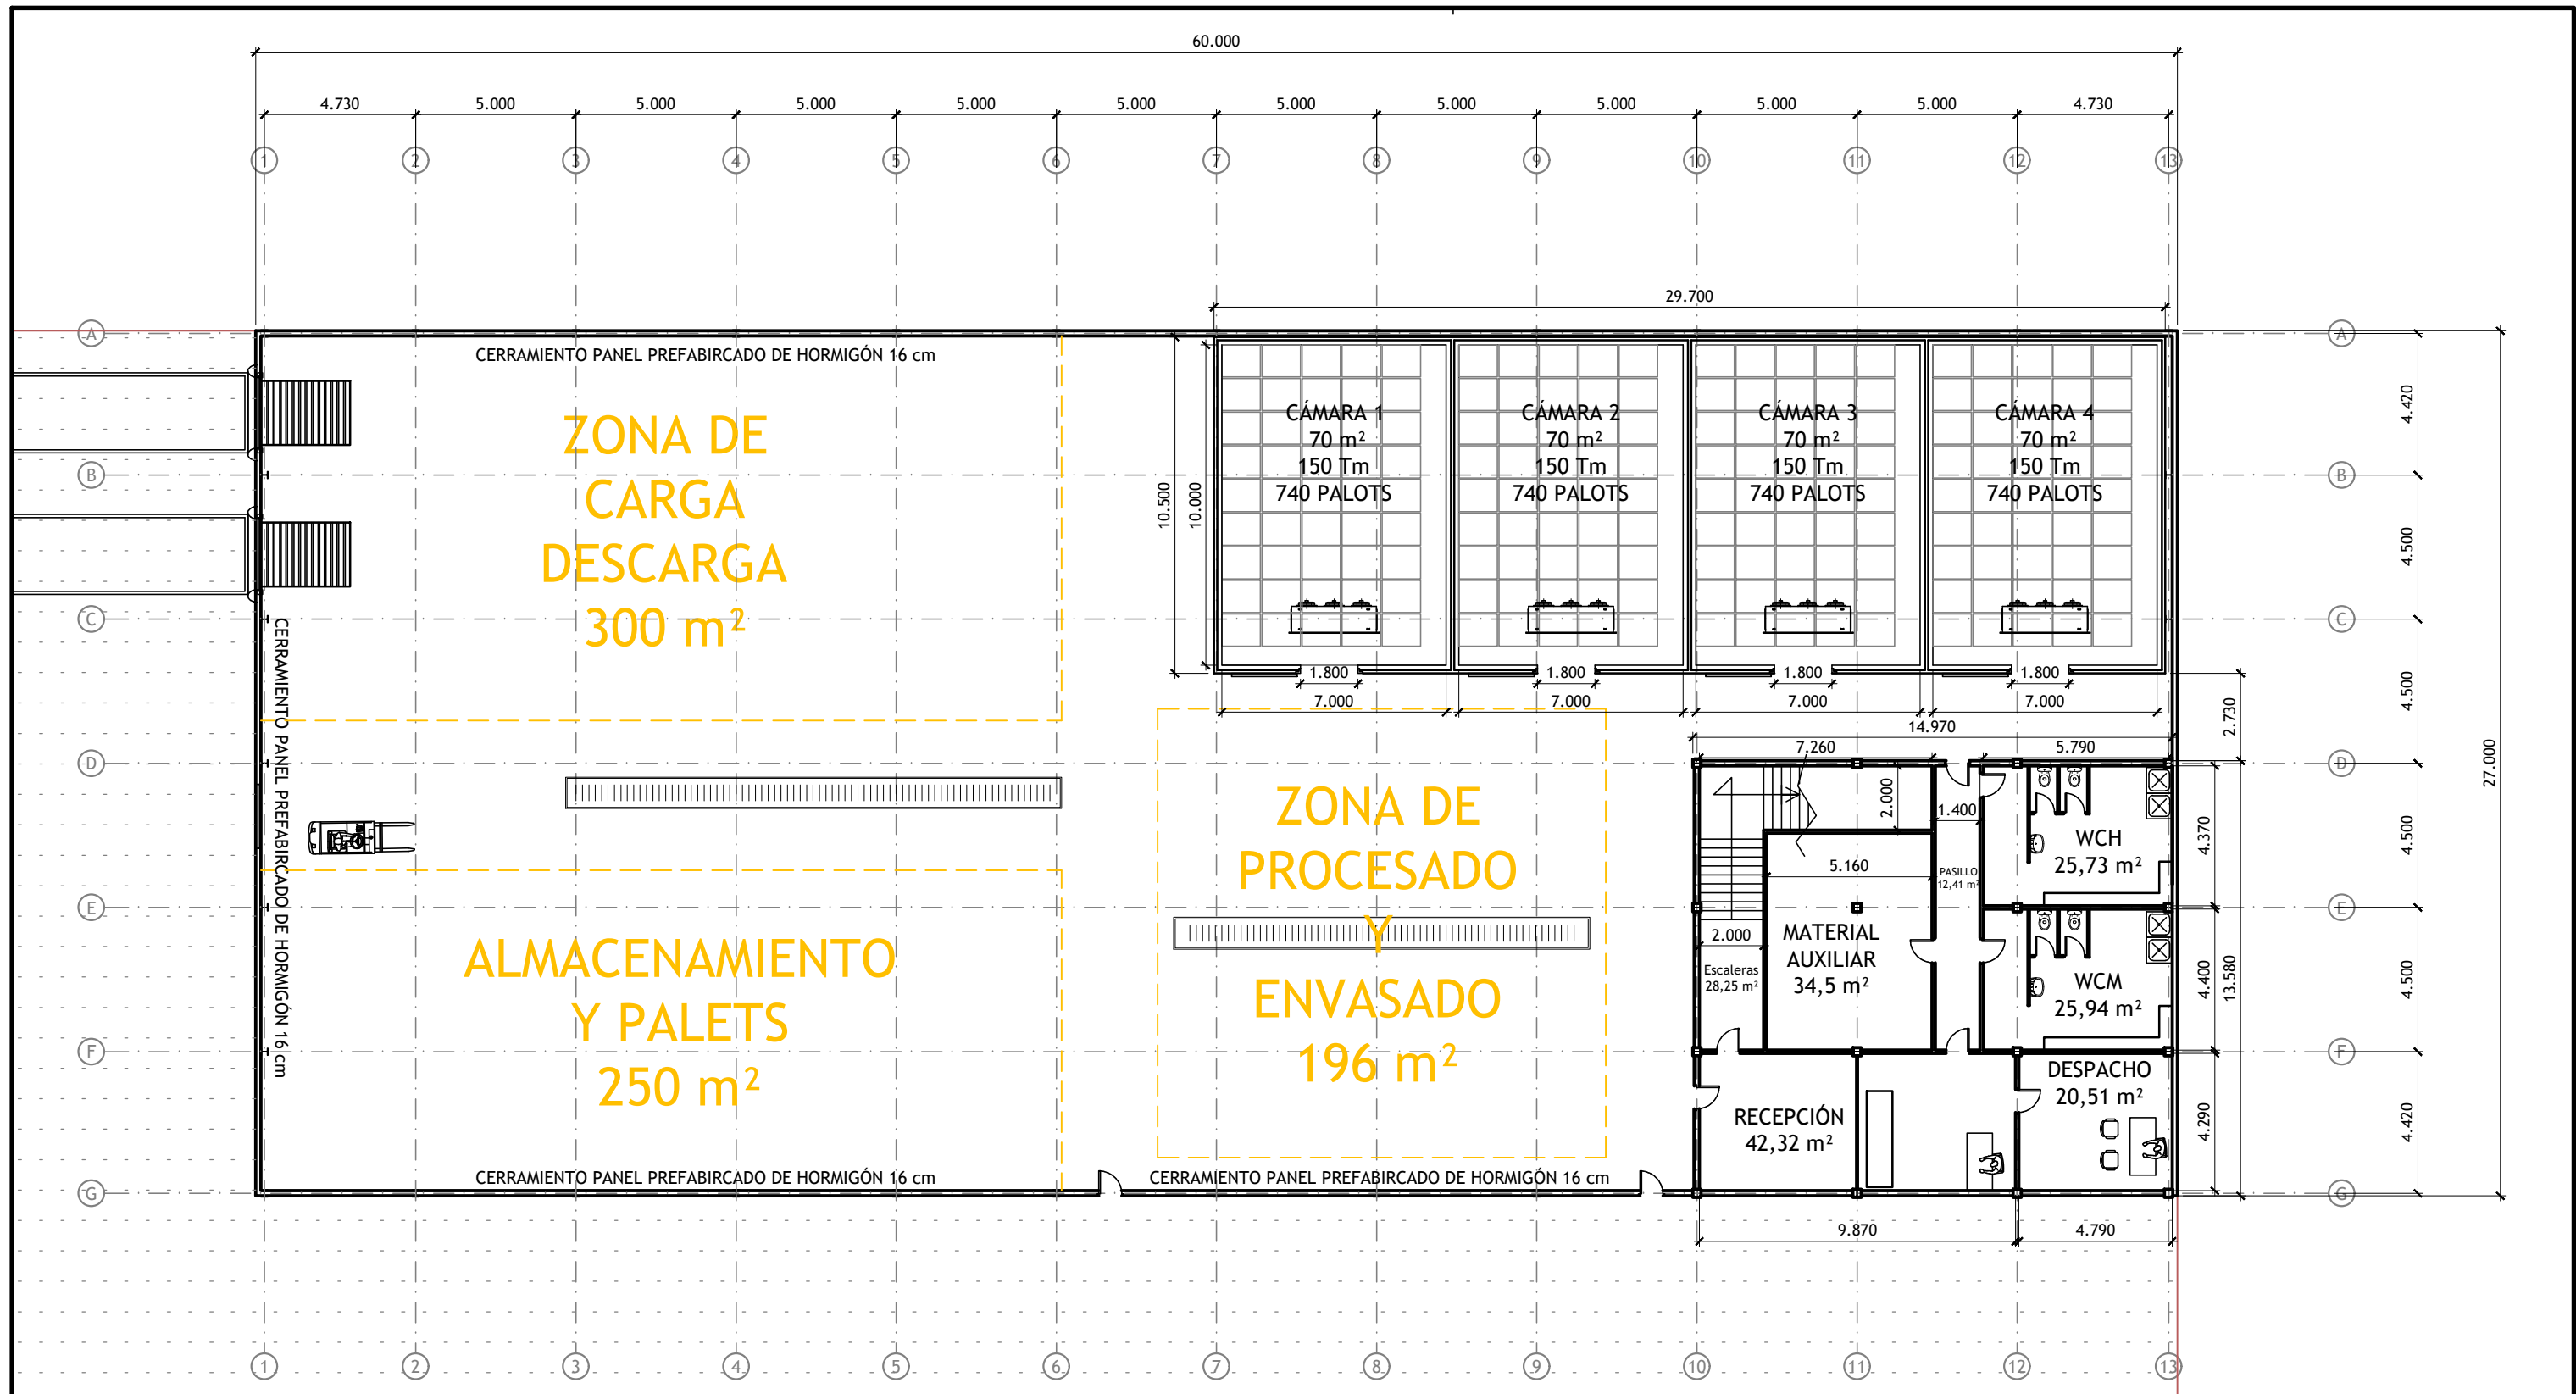 60.000
4.730 5.000 5.000 5.000 5.000 5.000 5.000 5.000 5.000 5.000 5.000 4.730
1 2 3 4 5 6 7 8 9 10 11 12 13
29.700
A A
CERRAMIENTO PANEL PREFABIRCADO DE HORMIGÓN 16 cm
4.420
ZONA DE
CARGA
DESCARGA
300 m²
CÁMARA 1
70 m²
150 Tm
740 PALOTS
CÁMARA 2
70 m²
150 Tm
740 PALOTS
CÁMARA 3
70 m²
150 Tm
740 PALOTS
CÁMARA 4
70 m²
150 Tm
740 PALOTS
B B
10.500
10.000
4.500
C C
CERRAMIENTO PANEL PREFABIRCADO DE HORMIGÓN 16 cm
1.800 1.800 1.800 1.800
7.000 7.000 7.000 7.000
4.500
2.730
14.970
7.260 5.790
27.000
D D
2.000
1.400
4.370
4.500
ZONA DE
PROCESADO
Y
ENVASADO
196 m²
WCH
25,73 m²
5.160
PASILLO
12,41 m²
E E
ALMACENAMIENTO
Y PALETS
250 m²
2.000
MATERIAL
AUXILIAR
34,5 m²
Escaleras
28,25 m²
WCM
25,94 m²
4.400
13.580
4.500
F F
DESPACHO
20,51 m²
RECEPCIÓN
42,32 m²
4.290
4.420
CERRAMIENTO PANEL PREFABIRCADO DE HORMIGÓN 16 cm
CERRAMIENTO PANEL PREFABIRCADO DE HORMIGÓN 16 cm
G G
9.870 4.790
1 2 3 4 5 6 7 8 9 10 11 12 13